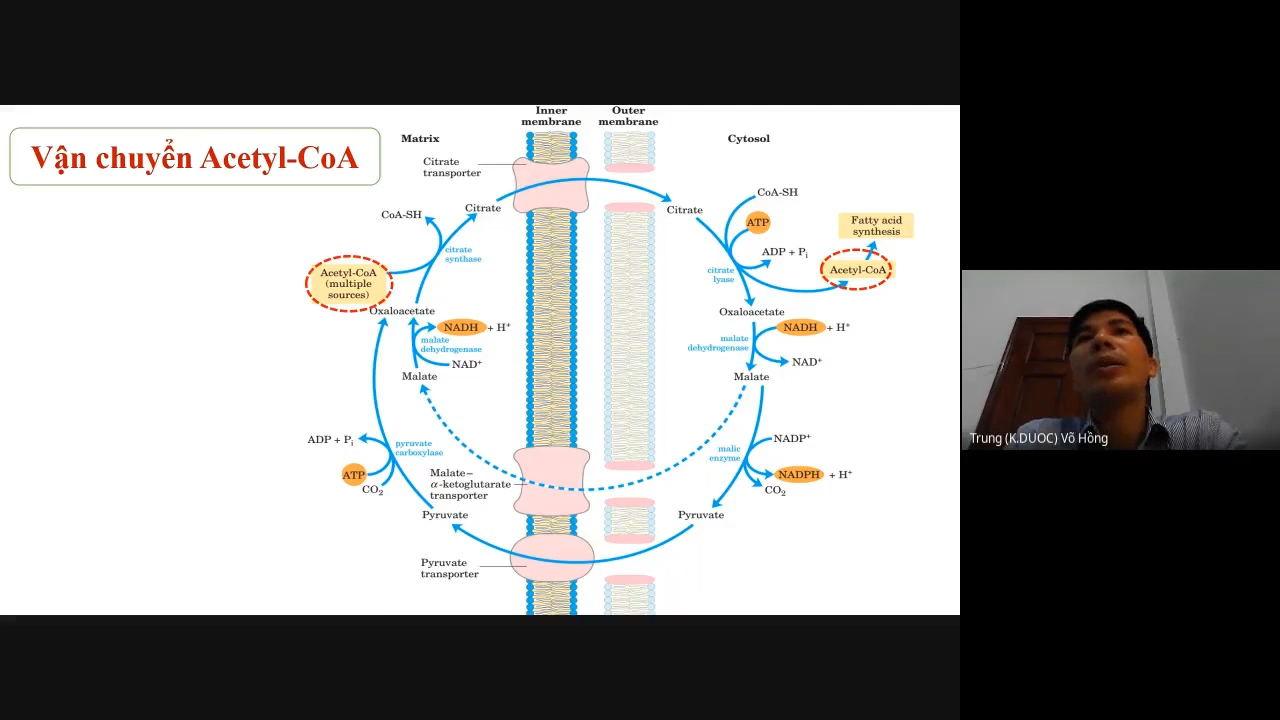 Vận chuyển Acetyl-CoA
Matrix
Inner
membrane
Outer
membrane
Cytosol
Citrate
transporter
Citrate
CoA-SH
citrate
synthase
Acetyl-CoA
(multiple
sources)
Oxaloacetate
NADH + H⁺
malate
dehydrogenase
NAD⁺
Malate
ADP + Pᵢ
pyruvate
carboxylase
ATP
CO₂
Malate–
α-ketoglutarate
transporter
Pyruvate
Pyruvate
transporter
Citrate
CoA-SH
ATP
ADP + Pᵢ
citrate
lyase
Fatty acid
synthesis
Acetyl-CoA
Oxaloacetate
NADH + H⁺
malate
dehydrogenase
NAD⁺
Malate
NADP⁺
malic
enzyme
NADPH + H⁺
CO₂
Pyruvate
Trung (K.DUOC) Võ Hồng